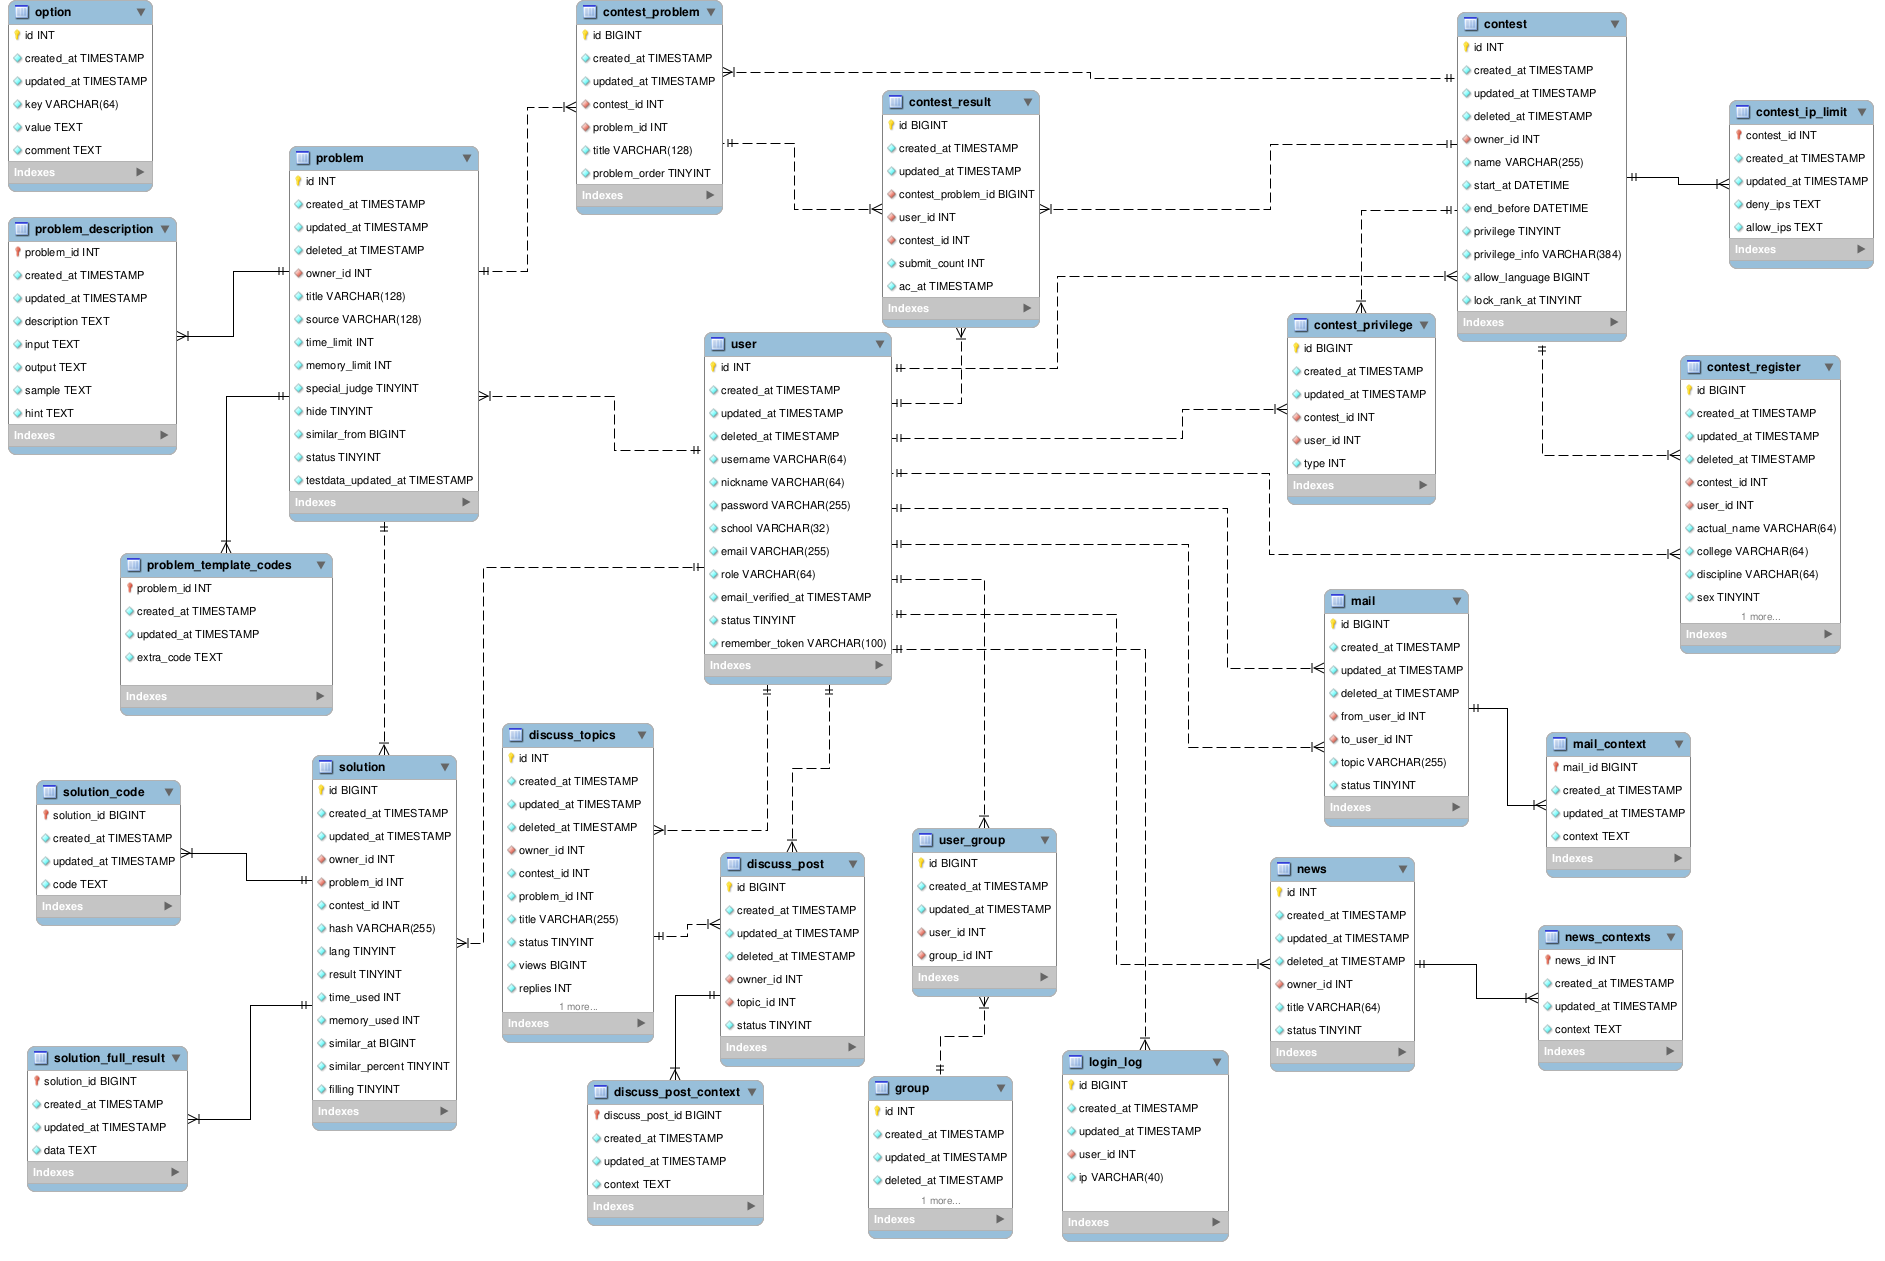 option
id INT
created_at TIMESTAMP
updated_at TIMESTAMP
key VARCHAR(64)
value TEXT
comment TEXT
Indexes
problem_description
problem_id INT
created_at TIMESTAMP
updated_at TIMESTAMP
description TEXT
input TEXT
output TEXT
sample TEXT
hint TEXT
Indexes
problem
id INT
created_at TIMESTAMP
updated_at TIMESTAMP
deleted_at TIMESTAMP
owner_id INT
title VARCHAR(128)
source VARCHAR(128)
time_limit INT
memory_limit INT
special_judge TINYINT
hide TINYINT
similar_from BIGINT
status TINYINT
testdata_updated_at TIMESTAMP
Indexes
contest_problem
id BIGINT
created_at TIMESTAMP
updated_at TIMESTAMP
contest_id INT
problem_id INT
title VARCHAR(128)
problem_order TINYINT
Indexes
contest_result
id BIGINT
created_at TIMESTAMP
updated_at TIMESTAMP
contest_problem_id BIGINT
user_id INT
contest_id INT
submit_count INT
ac_at TIMESTAMP
Indexes
contest
id INT
created_at TIMESTAMP
updated_at TIMESTAMP
deleted_at TIMESTAMP
owner_id INT
name VARCHAR(255)
start_at DATETIME
end_before DATETIME
privilege TINYINT
privilege_info VARCHAR(384)
allow_language BIGINT
lock_rank_at TINYINT
Indexes
contest_ip_limit
contest_id INT
created_at TIMESTAMP
updated_at TIMESTAMP
deny_ips TEXT
allow_ips TEXT
Indexes
contest_privilege
id BIGINT
created_at TIMESTAMP
updated_at TIMESTAMP
contest_id INT
user_id INT
type INT
Indexes
contest_register
id BIGINT
created_at TIMESTAMP
updated_at TIMESTAMP
deleted_at TIMESTAMP
contest_id INT
user_id INT
actual_name VARCHAR(64)
college VARCHAR(64)
discipline VARCHAR(64)
sex TINYINT
1 more...
Indexes
user
id INT
created_at TIMESTAMP
updated_at TIMESTAMP
deleted_at TIMESTAMP
username VARCHAR(64)
nickname VARCHAR(64)
password VARCHAR(255)
school VARCHAR(32)
email VARCHAR(255)
role VARCHAR(64)
email_verified_at TIMESTAMP
status TINYINT
remember_token VARCHAR(100)
Indexes
problem_template_codes
problem_id INT
created_at TIMESTAMP
updated_at TIMESTAMP
extra_code TEXT
Indexes
mail
id BIGINT
created_at TIMESTAMP
updated_at TIMESTAMP
deleted_at TIMESTAMP
from_user_id INT
to_user_id INT
topic VARCHAR(255)
status TINYINT
Indexes
mail_context
mail_id BIGINT
created_at TIMESTAMP
updated_at TIMESTAMP
context TEXT
Indexes
solution_code
solution_id BIGINT
created_at TIMESTAMP
updated_at TIMESTAMP
code TEXT
Indexes
solution
id BIGINT
created_at TIMESTAMP
updated_at TIMESTAMP
owner_id INT
problem_id INT
contest_id INT
hash VARCHAR(255)
lang TINYINT
result TINYINT
time_used INT
memory_used INT
similar_at BIGINT
similar_percent TINYINT
filling TINYINT
Indexes
discuss_topics
id INT
created_at TIMESTAMP
updated_at TIMESTAMP
deleted_at TIMESTAMP
owner_id INT
contest_id INT
problem_id INT
title VARCHAR(255)
status TINYINT
views BIGINT
replies INT
1 more...
Indexes
discuss_post
id BIGINT
created_at TIMESTAMP
updated_at TIMESTAMP
deleted_at TIMESTAMP
owner_id INT
topic_id INT
status TINYINT
Indexes
user_group
id BIGINT
created_at TIMESTAMP
updated_at TIMESTAMP
user_id INT
group_id INT
Indexes
news
id INT
created_at TIMESTAMP
updated_at TIMESTAMP
deleted_at TIMESTAMP
owner_id INT
title VARCHAR(64)
status TINYINT
Indexes
news_contexts
news_id INT
created_at TIMESTAMP
updated_at TIMESTAMP
context TEXT
Indexes
solution_full_result
solution_id BIGINT
created_at TIMESTAMP
updated_at TIMESTAMP
data TEXT
Indexes
discuss_post_context
discuss_post_id BIGINT
created_at TIMESTAMP
updated_at TIMESTAMP
context TEXT
Indexes
group
id INT
created_at TIMESTAMP
updated_at TIMESTAMP
deleted_at TIMESTAMP
1 more...
Indexes
login_log
id BIGINT
created_at TIMESTAMP
updated_at TIMESTAMP
user_id INT
ip VARCHAR(40)
Indexes